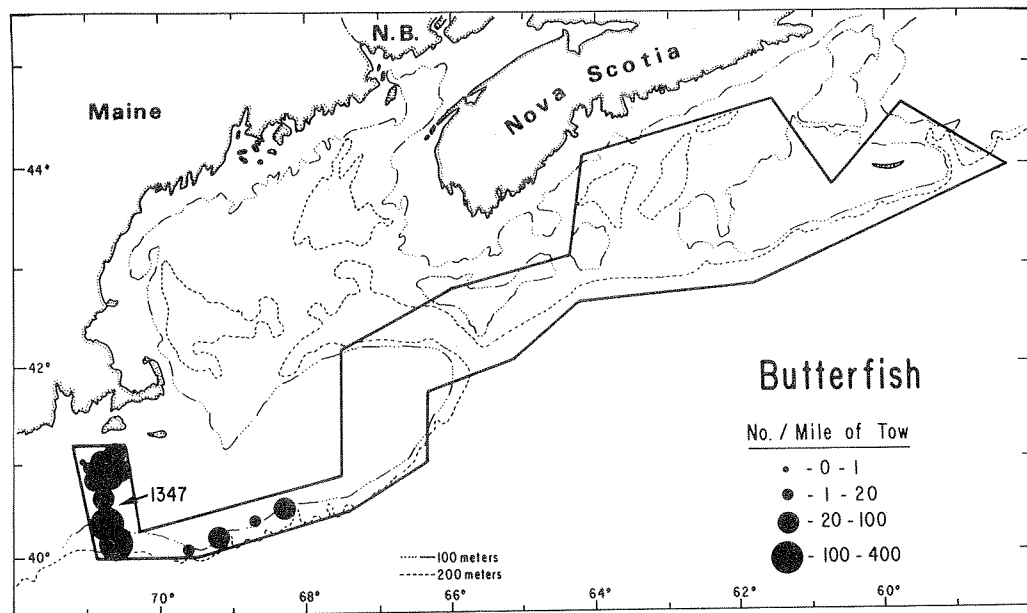 N.B.
Maine
Nova Scotia
44°
42°
Butterfish
No. / Mile of Tow
- 0 - 1
- 1 - 20
- 20 - 100
- 100 - 400
1347
40°
100 meters
200 meters
70° 68° 66° 64° 62° 60°